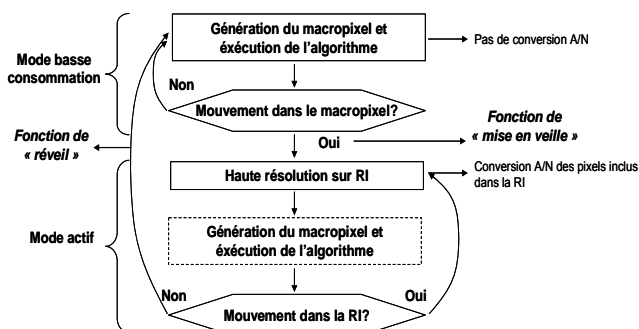 Génération du macropixel et
éxécution de l'algorithme
Pas de conversion A/N
Mode basse
consommation
Non
Mouvement dans le macropixel?
Fonction de
« mise en veille »
Oui
Fonction de
« réveil »
Haute résolution sur RI
Conversion A/N des pixels inclus
dans la RI
Génération du macropixel et
éxécution de l'algorithme
Mode actif
Non
Oui
Mouvement dans la RI?